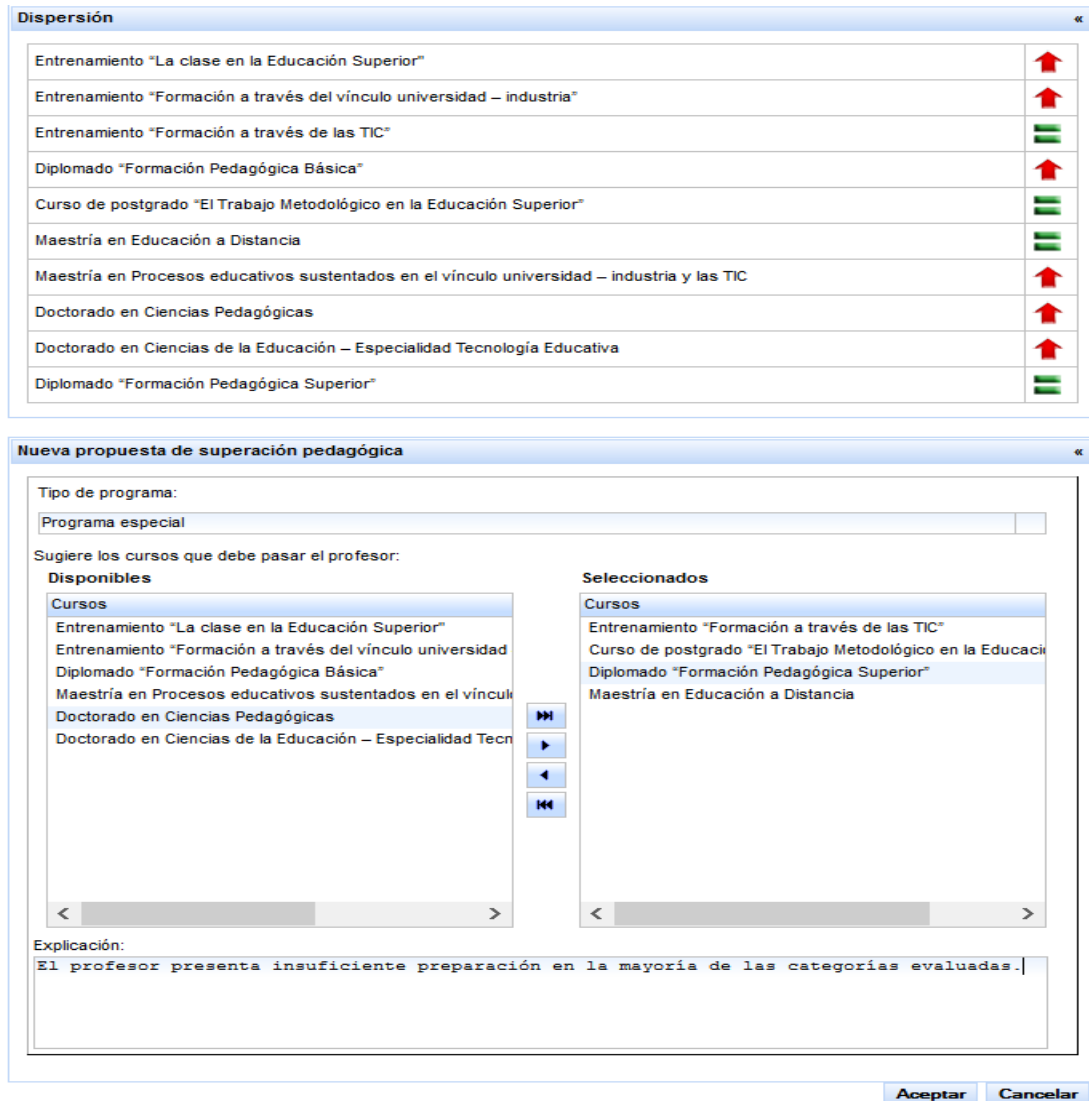 Dispersión «
Entrenamiento “La clase en la Educación Superior”
Entrenamiento “Formación a través del vínculo universidad – industria”
Entrenamiento “Formación a través de las TIC”
Diplomado “Formación Pedagógica Básica”
Curso de postgrado “El Trabajo Metodológico en la Educación Superior”
Maestría en Educación a Distancia
Maestría en Procesos educativos sustentados en el vínculo universidad – industria y las TIC
Doctorado en Ciencias Pedagógicas
Doctorado en Ciencias de la Educación – Especialidad Tecnología Educativa
Diplomado “Formación Pedagógica Superior”
Nueva propuesta de superación pedagógica «
Tipo de programa:
Programa especial
Sugiere los cursos que debe pasar el profesor:
Disponibles
Cursos
Entrenamiento “La clase en la Educación Superior”
Entrenamiento “Formación a través del vínculo universidad
Diplomado “Formación Pedagógica Básica”
Maestría en Procesos educativos sustentados en el víncul
Doctorado en Ciencias Pedagógicas
Doctorado en Ciencias de la Educación – Especialidad Tecn
Seleccionados
Cursos
Entrenamiento “Formación a través de las TIC”
Curso de postgrado “El Trabajo Metodológico en la Educaci
Diplomado “Formación Pedagógica Superior”
Maestría en Educación a Distancia
Explicación:
El profesor presenta insuficiente preparación en la mayoría de las categorías evaluadas.
Aceptar Cancelar